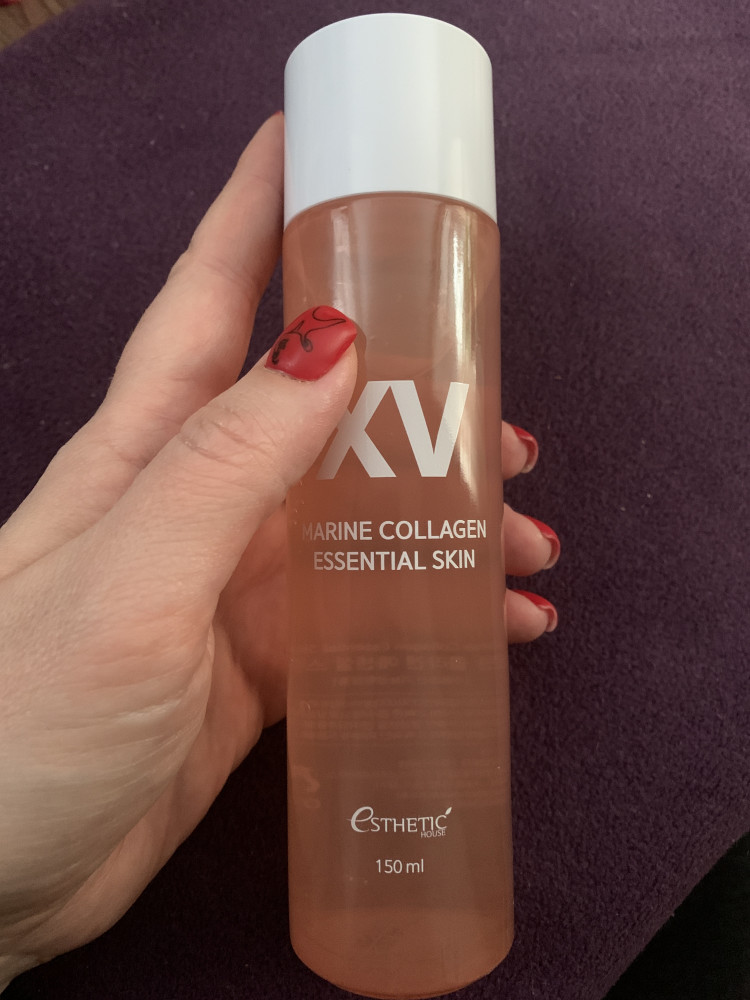 XV
MARINE COLLAGEN
ESSENTIAL SKIN
eSTHETIC
HOUSE
150 ml